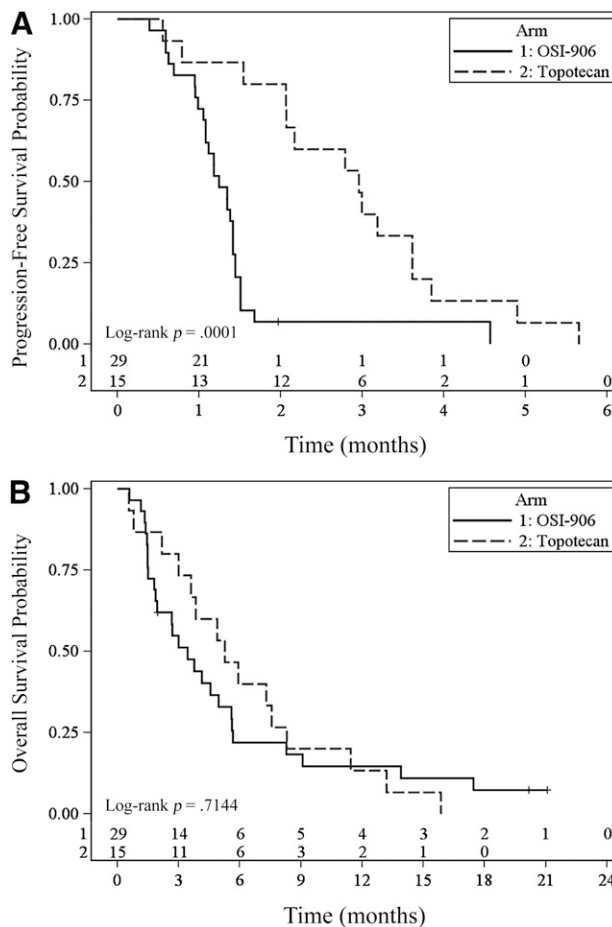 A
Progression-Free Survival Probability
1.00
0.75
0.50
0.25
0.00
Arm
1: OSI-906
2: Topotecan
Log-rank p = .0001
1 29 21 1 1 1 0
2 15 13 12 6 2 1 0
0 1 2 3 4 5 6
Time (months)
B
Overall Survival Probability
1.00
0.75
0.50
0.25
0.00
Arm
1: OSI-906
2: Topotecan
Log-rank p = .7144
1 29 14 6 5 4 3 2 1 0
2 15 11 6 3 2 1 0
0 3 6 9 12 15 18 21 24
Time (months)